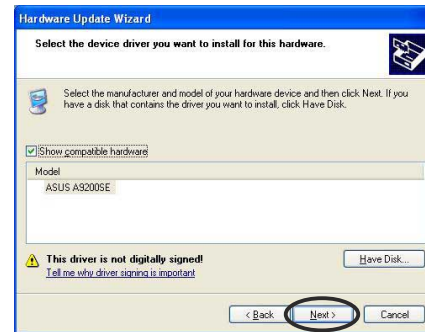 Hardware Update Wizard
Select the device driver you want to install for this hardware.
Select the manufacturer and model of your hardware device and then click Next. If you
have a disk that contains the driver you want to install, click Have Disk.
Show compatible hardware
Model
ASUS A9200SE
This driver is not digitally signed!
Tell me why driver signing is important
Have Disk...
< Back
Next >
Cancel